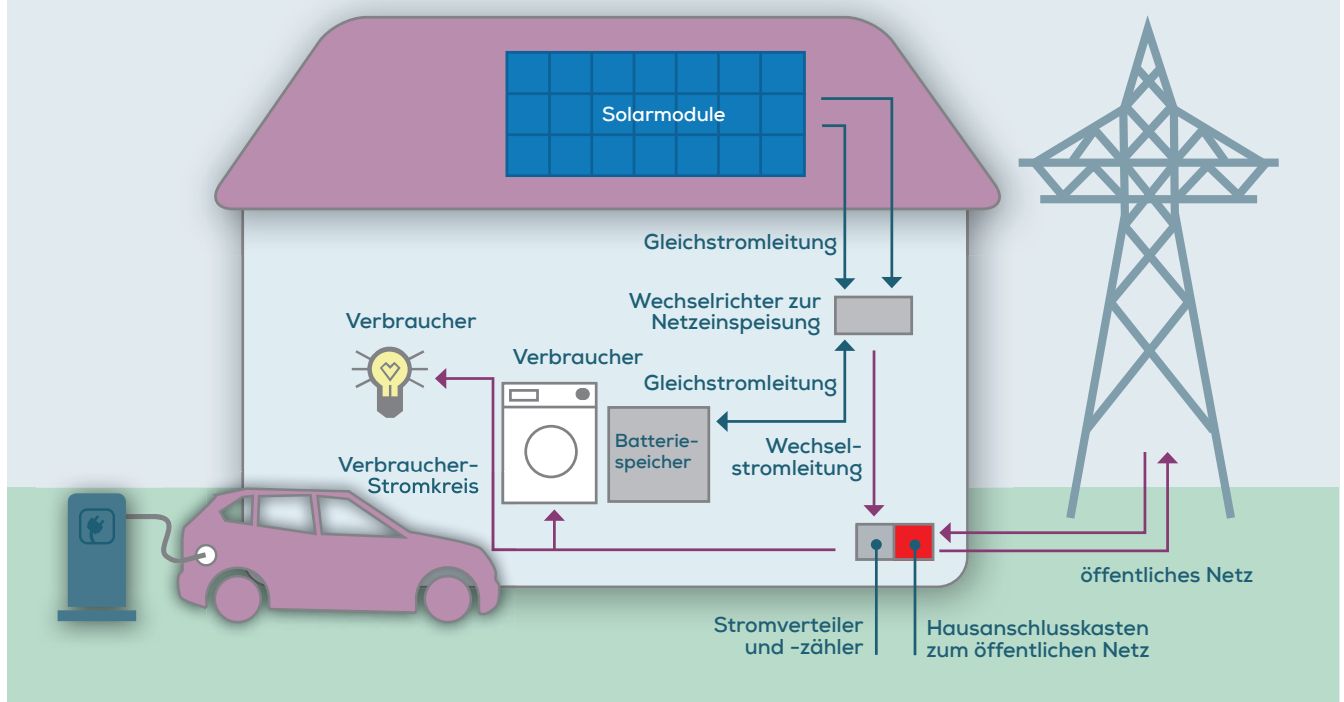 Solarmodule
Gleichstromleitung
Wechselrichter zur
Netzeinspeisung
Verbraucher
Verbraucher
Gleichstromleitung
Batterie-
speicher
Wechsel-
stromleitung
Verbraucher-
Stromkreis
öffentliches Netz
Stromverteiler
und -zähler
Hausanschlusskasten
zum öffentlichen Netz